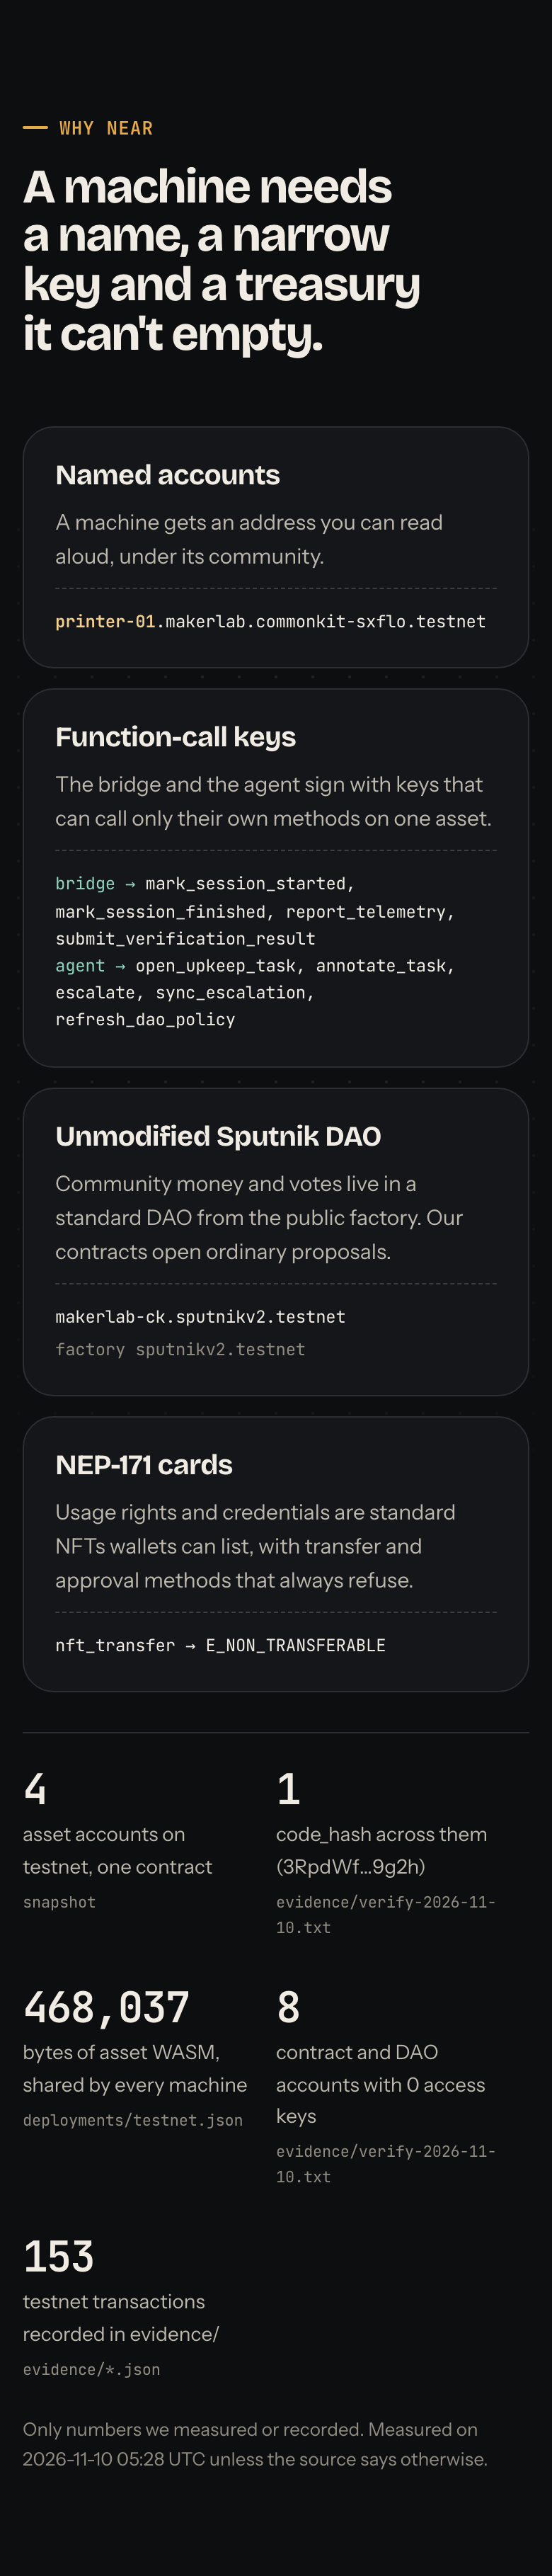 WHY NEAR
A machine needs
a name, a narrow
key and a treasury
it can't empty.
Named accounts
A machine gets an address you can read
aloud, under its community.
printer-01.makerlab.commonkit-sxflo.testnet
Function-call keys
The bridge and the agent sign with keys that
can call only their own methods on one asset.
bridge → mark_session_started,
mark_session_finished, report_telemetry,
submit_verification_result
agent → open_upkeep_task, annotate_task,
escalate, sync_escalation,
refresh_dao_policy
Unmodified Sputnik DAO
Community money and votes live in a
standard DAO from the public factory. Our
contracts open ordinary proposals.
makerlab-ck.sputnikv2.testnet
factory sputnikv2.testnet
NEP-171 cards
Usage rights and credentials are standard
NFTs wallets can list, with transfer and
approval methods that always refuse.
nft_transfer → E_NON_TRANSFERABLE
4
asset accounts on
testnet, one contract
snapshot
1
code_hash across them
(3RpdWf…9g2h)
evidence/verify-2026-11-
10.txt
468,037
bytes of asset WASM,
shared by every machine
deployments/testnet.json
8
contract and DAO
accounts with 0 access
keys
evidence/verify-2026-11-
10.txt
153
testnet transactions
recorded in evidence/
evidence/*.json
Only numbers we measured or recorded. Measured on
2026-11-10 05:28 UTC unless the source says otherwise.